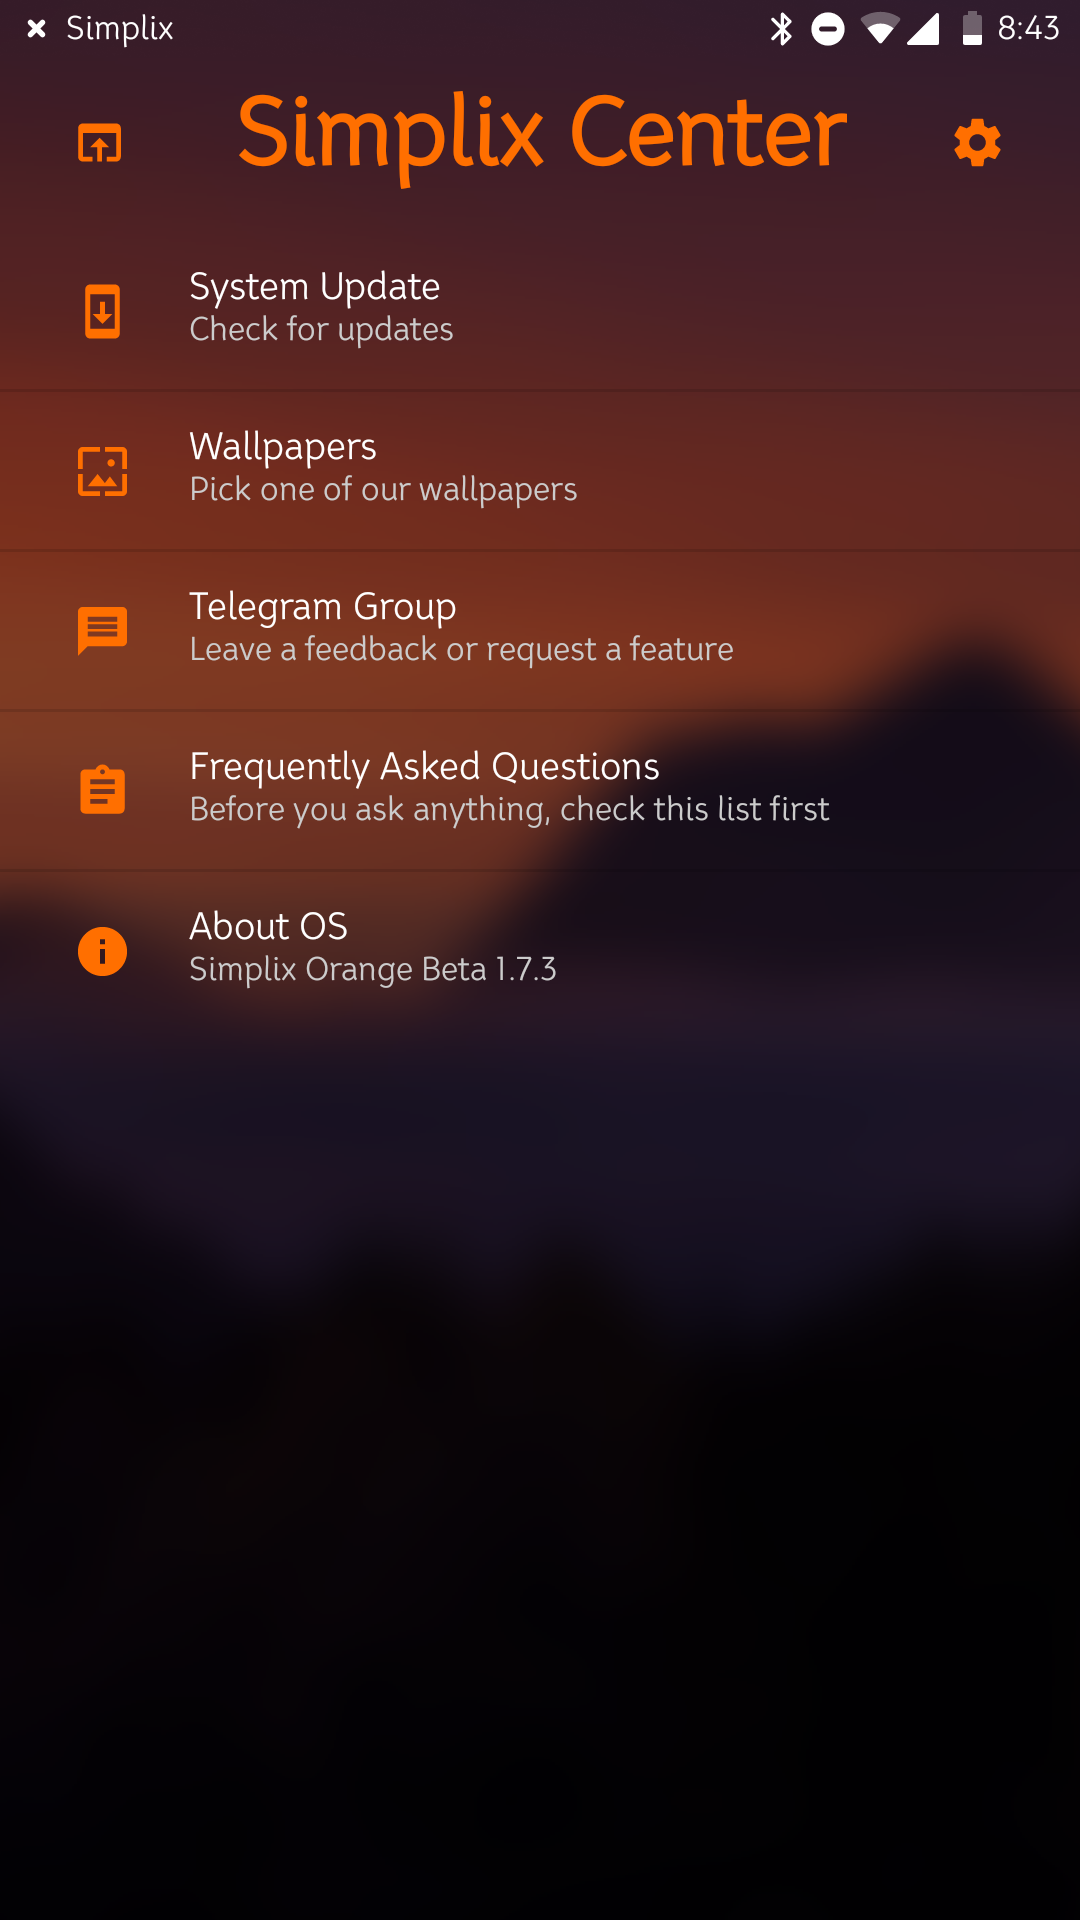 Simplix
8:43
Simplix Center
System Update
Check for updates
Wallpapers
Pick one of our wallpapers
Telegram Group
Leave a feedback or request a feature
Frequently Asked Questions
Before you ask anything, check this list first
About OS
Simplix Orange Beta 1.7.3